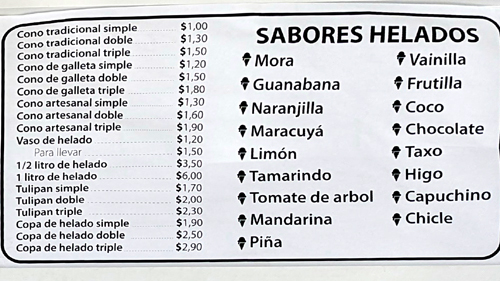 Cono tradicional simple $1,00
Cono tradicional doble $1,30
Cono tradicional triple $1,50
Cono de galleta simple $1,20
Cono de galleta doble $1,50
Cono de galleta triple $1,80
Cono artesanal simple $1,30
Cono artesanal doble $1,60
Cono artesanal triple $1,90
Vaso de helado $1,20
Para llevar $1,50
1/2 litro de helado $3,50
1 litro de helado $6,00
Tulipan simple $1,70
Tulipan doble $2,00
Tulipan triple $2,30
Copa de helado simple $1,90
Copa de helado doble $2,50
Copa de helado triple $2,90
SABORES HELADOS
Mora
Guanabana
Naranjilla
Maracuyá
Limón
Tamarindo
Tomate de arbol
Mandarina
Piña
Vainilla
Frutilla
Coco
Chocolate
Taxo
Higo
Capuchino
Chicle